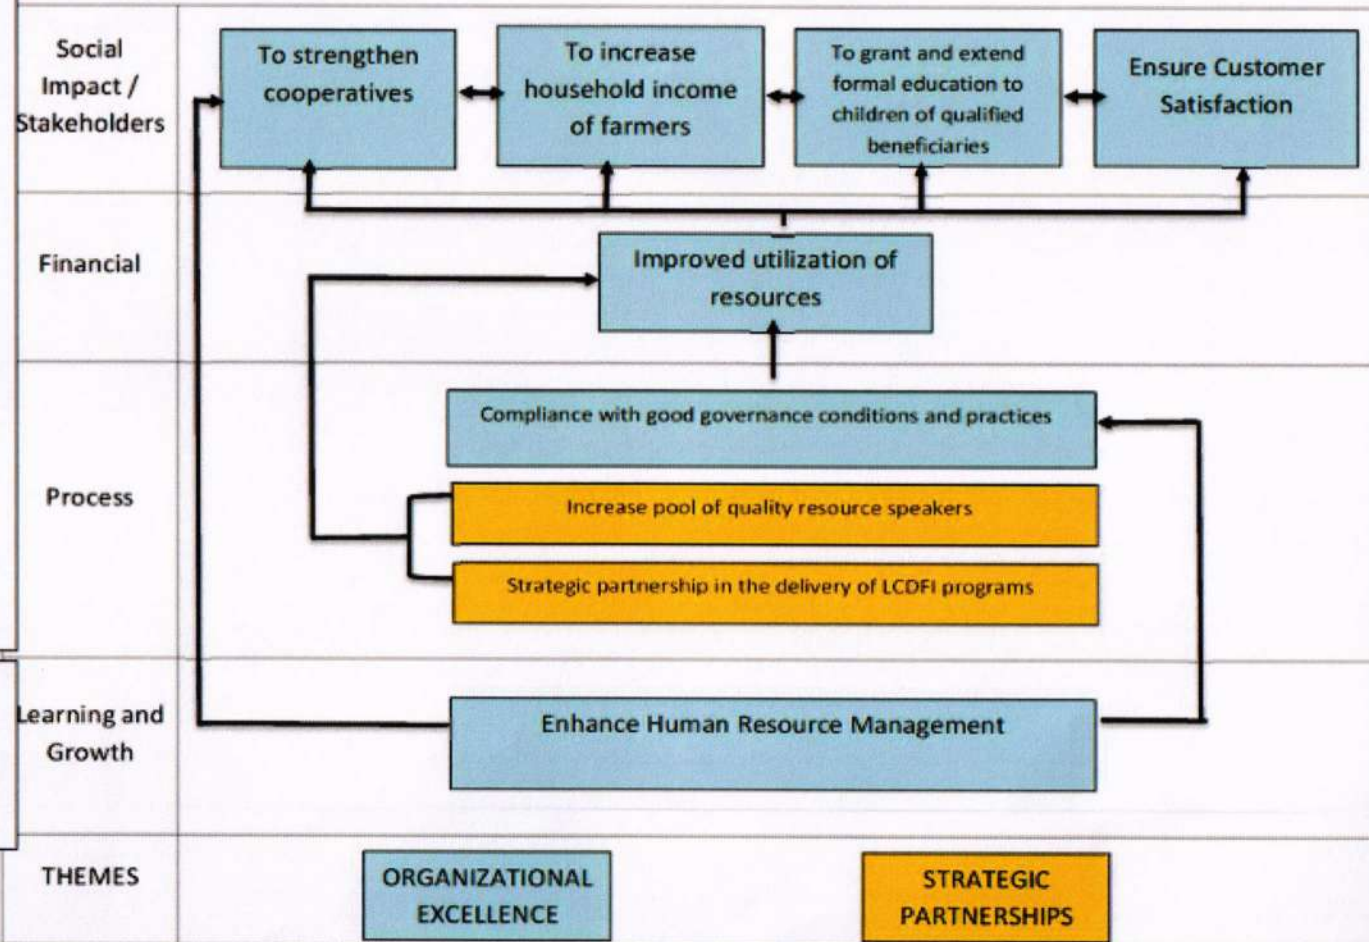 Social
Impact /
Stakeholders
To strengthen
cooperatives
To increase
household income
of farmers
To grant and extend
formal education to
children of qualified
beneficiaries
Ensure Customer
Satisfaction
Financial
Improved utilization of
resources
Process
Compliance with good governance conditions and practices
Increase pool of quality resource speakers
Strategic partnership in the delivery of LCDFI programs
Learning and
Growth
Enhance Human Resource Management
THEMES
ORGANIZATIONAL
EXCELLENCE
STRATEGIC
PARTNERSHIPS